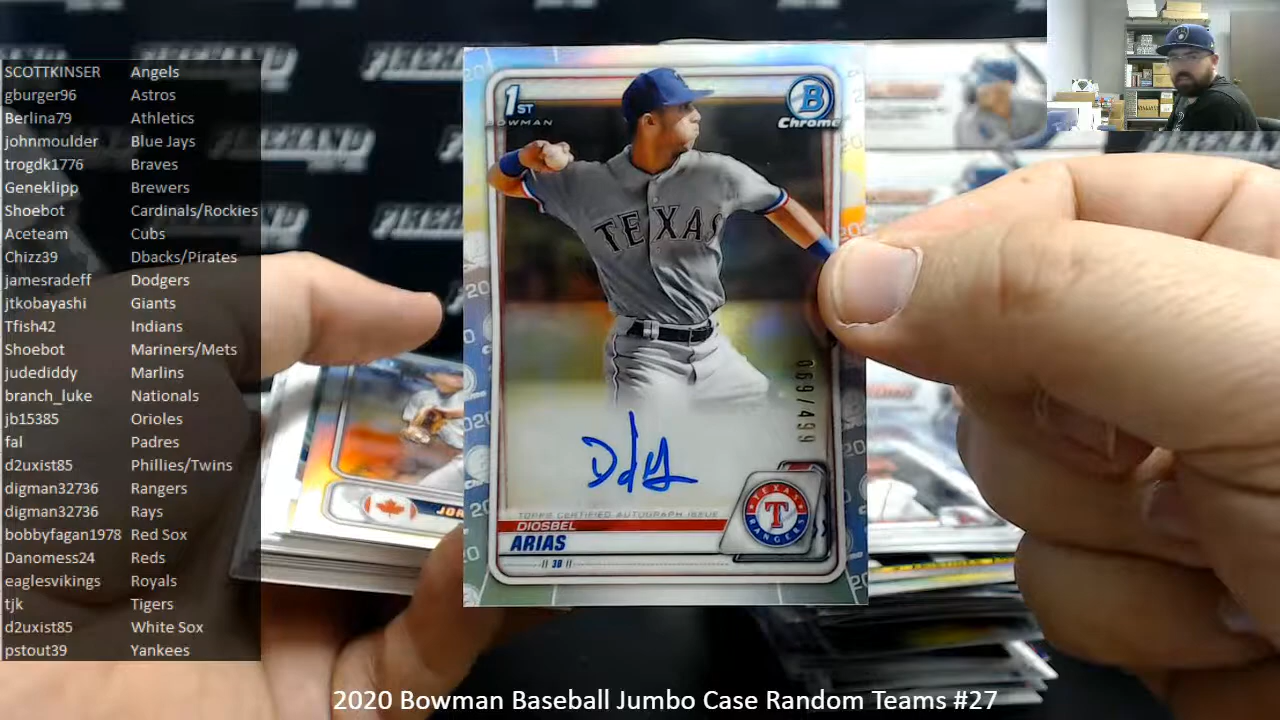 SCOTTKINSER Angels
gburger96 Astros
Berlina79 Athletics
johnmoulder Blue Jays
trogdk1776 Braves
Geneklipp Brewers
Shoebot Cardinals/Rockies
Aceteam Cubs
Chizz39 Dbacks/Pirates
jamesradeff Dodgers
jtkobayashi Giants
Tfish42 Indians
Shoebot Mariners/Mets
judediddy Marlins
branch_luke Nationals
jb15385 Orioles
fal Padres
d2uxist85 Phillies/Twins
digman32736 Rangers
digman32736 Rays
bobbyfagan1978 Red Sox
Danomess24 Reds
eaglesvikings Royals
tjk Tigers
d2uxist85 White Sox
pstout39 Yankees
1ST
BOWMAN
B
Chrome
TEXAS
069/499
TOPPS CERTIFIED AUTOGRAPH ISSUE
DIOSBEL
ARIAS
3B
TEXAS
T
RANGERS
JOR
2020 Bowman Baseball Jumbo Case Random Teams #27